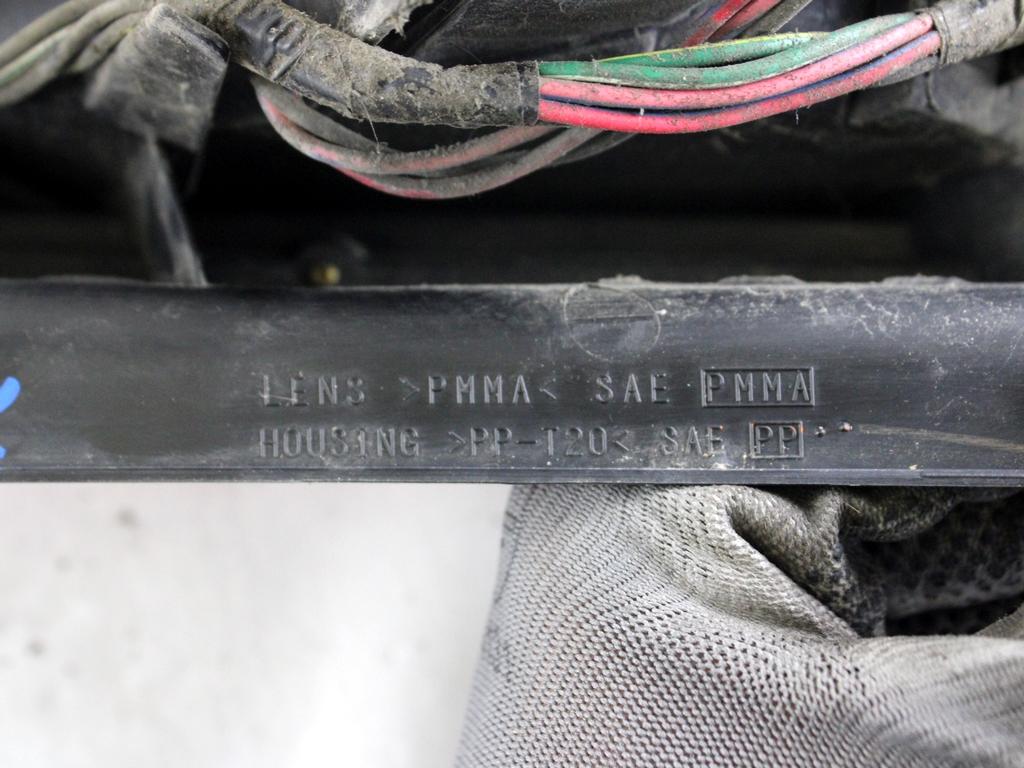 LENS >PMMA< SAE PMMA
HOUSING >PP-T20< SAE PP